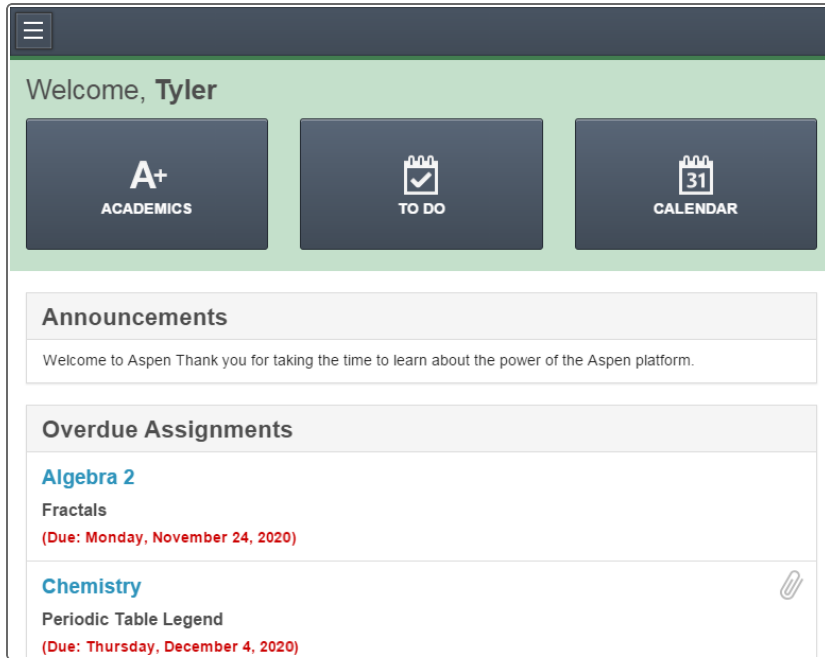 Welcome, Tyler
A+
ACADEMICS
TO DO
31
CALENDAR
Announcements
Welcome to Aspen Thank you for taking the time to learn about the power of the Aspen platform.
Overdue Assignments
Algebra 2
Fractals
(Due: Monday, November 24, 2020)
Chemistry
Periodic Table Legend
(Due: Thursday, December 4, 2020)